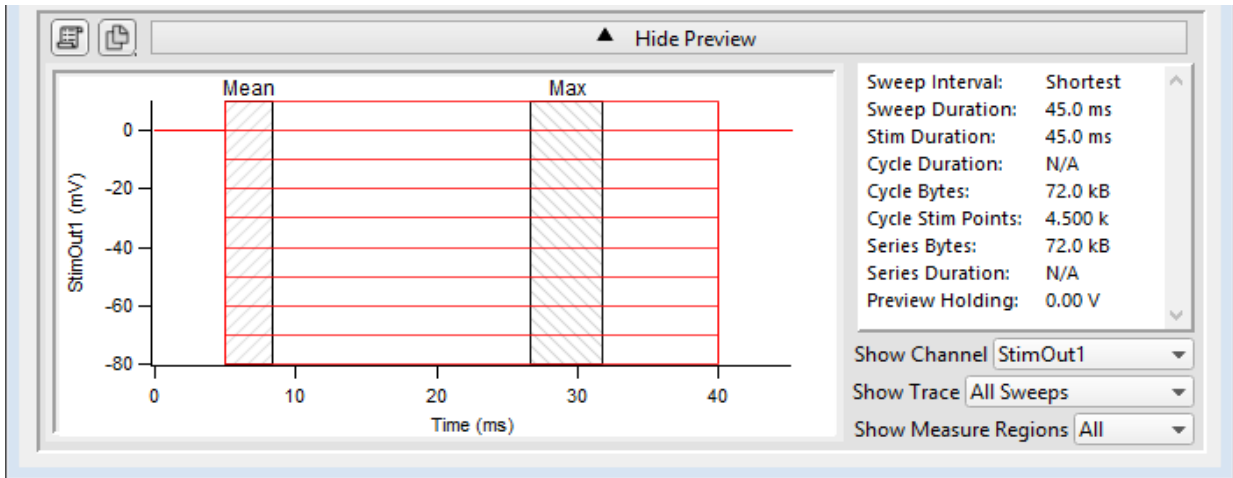 ▲ Hide Preview
Mean Max
0
-20
-40
-60
-80
StimOut1 (mV)
0 10 20 30 40
Time (ms)
Sweep Interval: Shortest
Sweep Duration: 45.0 ms
Stim Duration: 45.0 ms
Cycle Duration: N/A
Cycle Bytes: 72.0 kB
Cycle Stim Points: 4.500 k
Series Bytes: 72.0 kB
Series Duration: N/A
Preview Holding: 0.00 V
Show Channel StimOut1
Show Trace All Sweeps
Show Measure Regions All